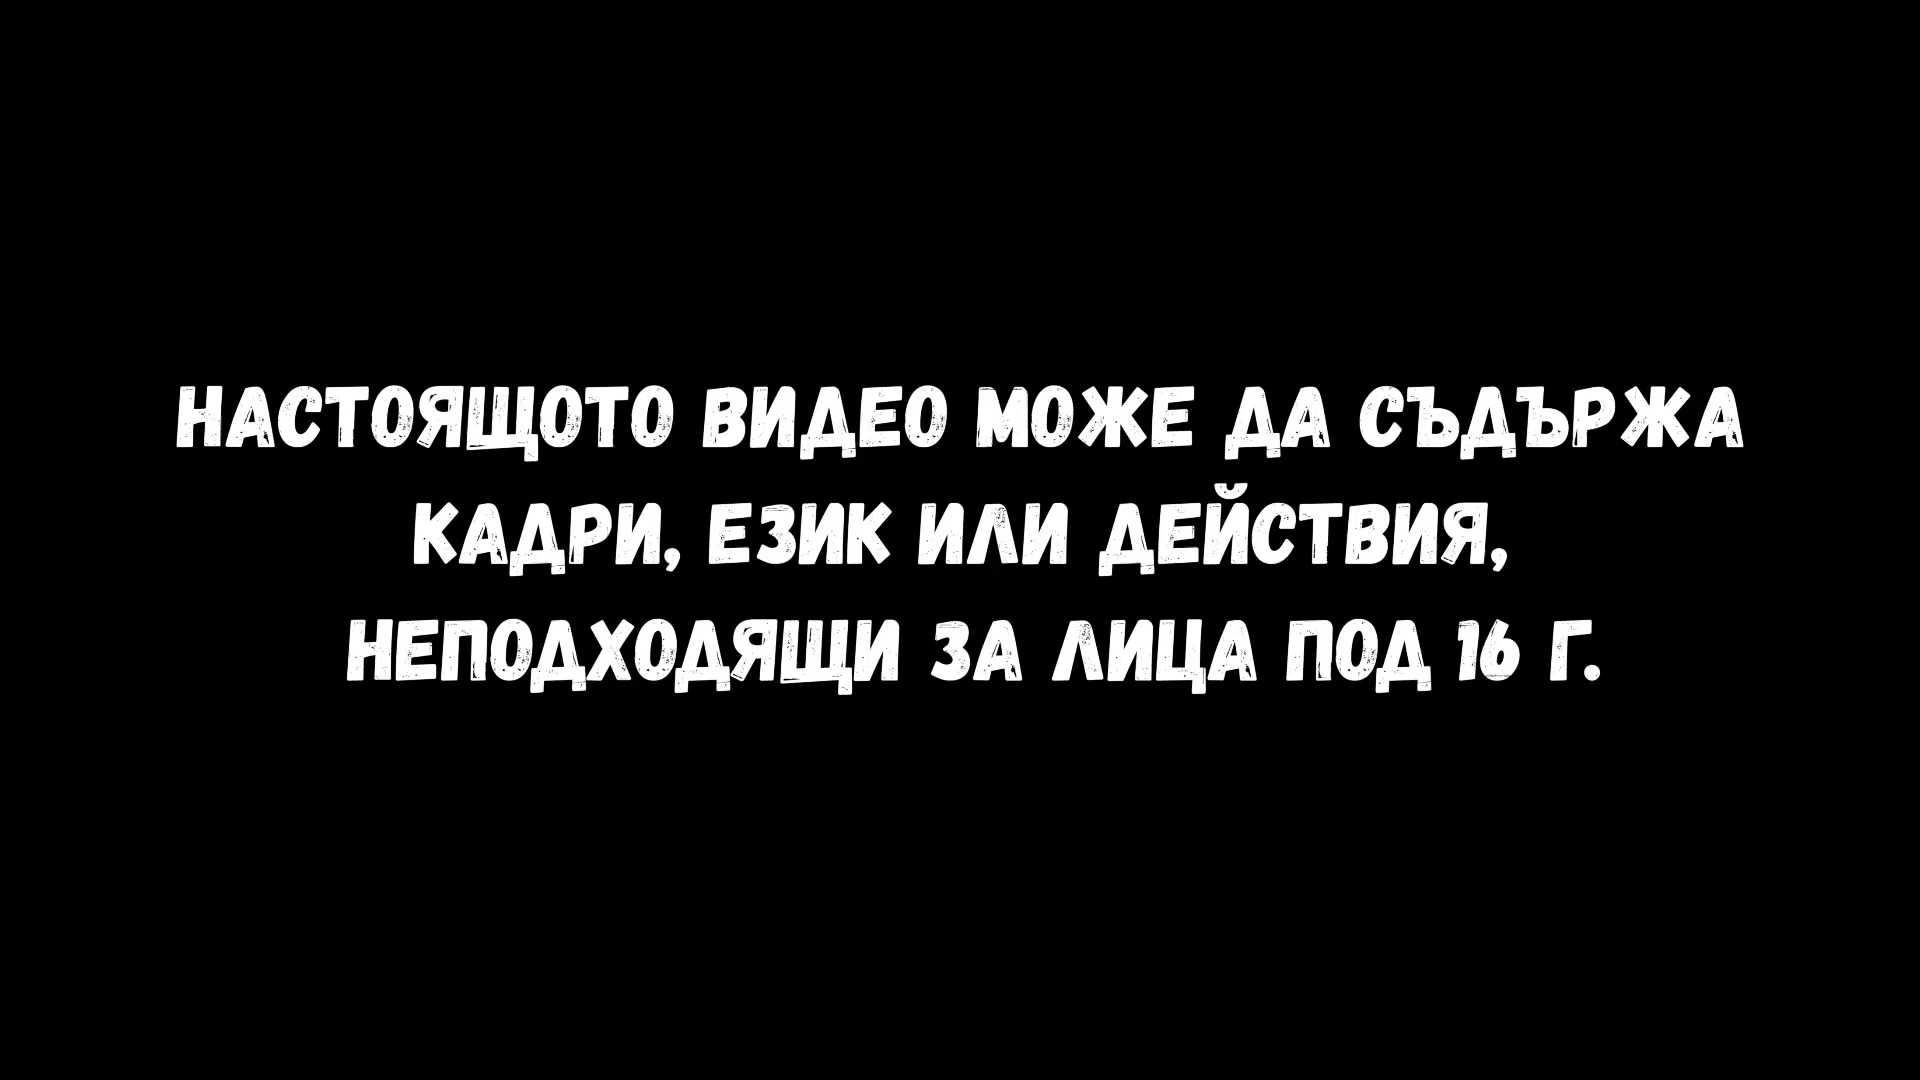 НАСТОЯЩОТО ВИДЕО МОЖЕ ДА СЪДЪРЖА
КАДРИ, ЕЗИК ИЛИ ДЕЙСТВИЯ,
НЕПОДХОДЯЩИ ЗА ЛИЦА ПОД 16 Г.